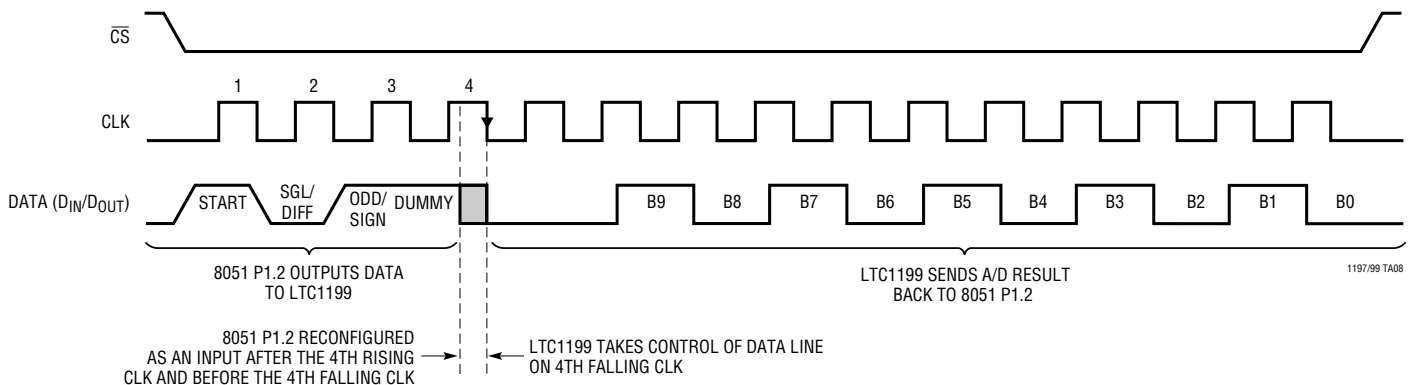 CS
1 2 3 4
CLK
DATA (DIN/DOUT)
START
SGL/
DIFF
ODD/
SIGN
DUMMY
B9 B8 B7 B6 B5 B4 B3 B2 B1 B0
8051 P1.2 OUTPUTS DATA
TO LTC1199
LTC1199 SENDS A/D RESULT
BACK TO 8051 P1.2
1197/99 TA08
8051 P1.2 RECONFIGURED
AS AN INPUT AFTER THE 4TH RISING
CLK AND BEFORE THE 4TH FALLING CLK
LTC1199 TAKES CONTROL OF DATA LINE
ON 4TH FALLING CLK